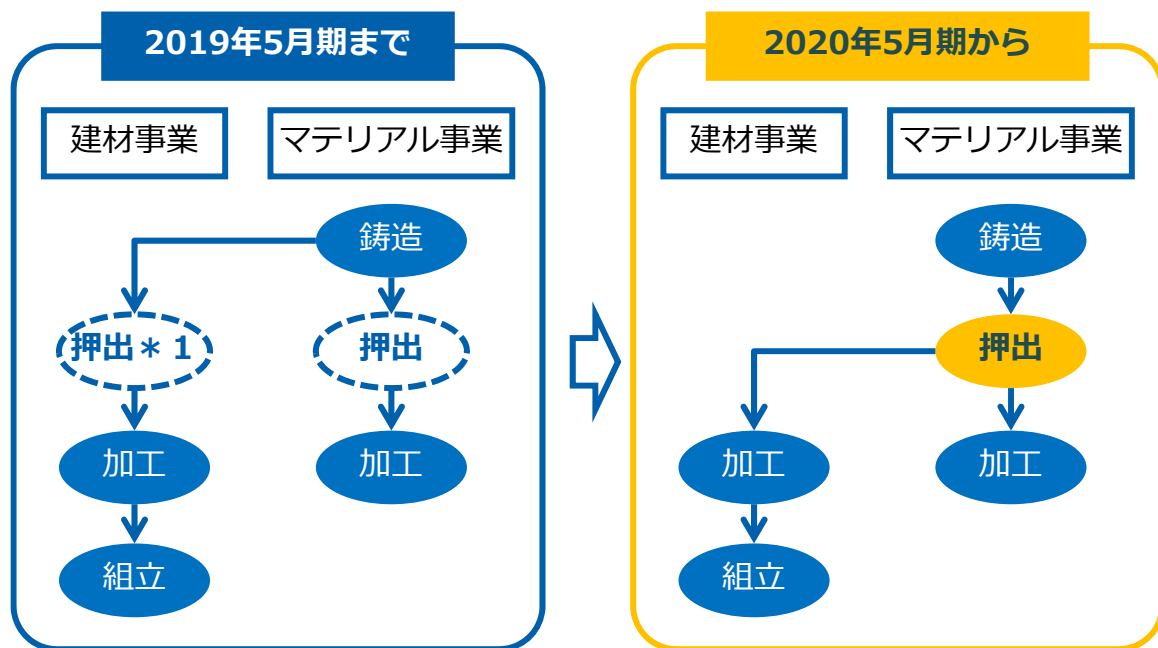 2019年5月期まで
建材事業
マテリアル事業
鋳造
押出＊1
押出
加工
加工
組立
2020年5月期から
建材事業
マテリアル事業
鋳造
押出
加工
加工
組立